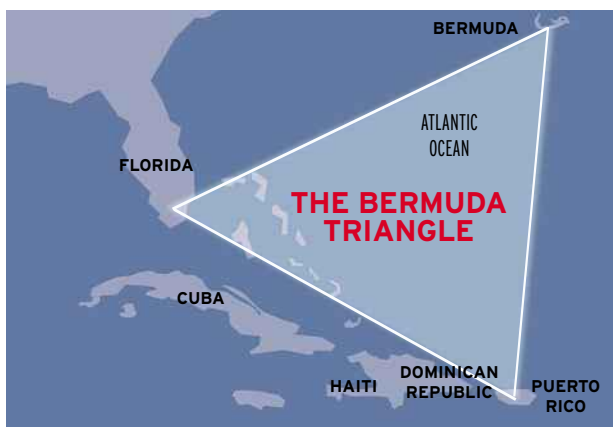 BERMUDA
ATLANTIC
OCEAN
FLORIDA
THE BERMUDA
TRIANGLE
CUBA
HAITI
DOMINICAN
REPUBLIC
PUERTO
RICO